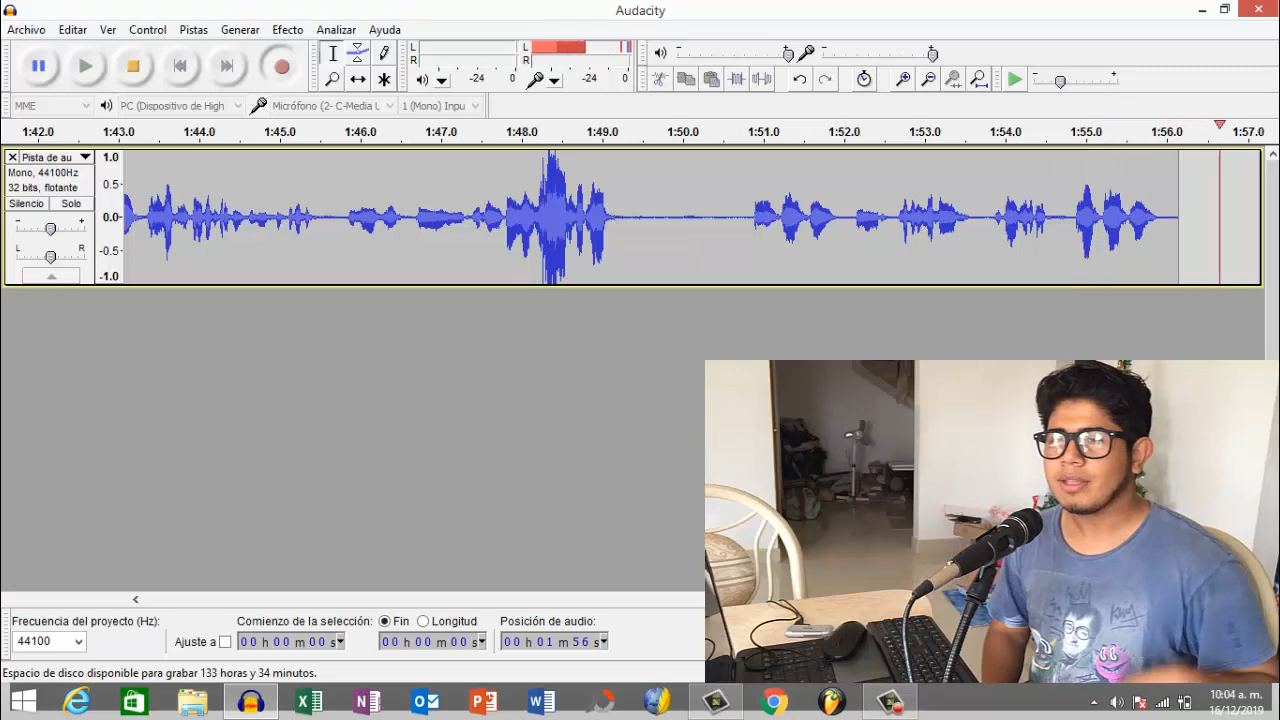 Audacity
Archivo Editar Ver Control Pistas Generar Efecto Analizar Ayuda
L
R
-24 0
L
R
-24 0
MME PC (Dispositivo de High Micrófono (2- C-Media U 1 (Mono) Inpu
1:42.0 1:43.0 1:44.0 1:45.0 1:46.0 1:47.0 1:48.0 1:49.0 1:50.0 1:51.0 1:52.0 1:53.0 1:54.0 1:55.0 1:56.0 1:57.0
Pista de au
Mono, 44100Hz
32 bits, flotante
Silencio Solo
- +
L R
1.0
0.5
0.0
-0.5
-1.0
Frecuencia del proyecto (Hz):
44100
Ajuste a
Comienzo de la selección:
00 h 00 m 00 s
Fin Longitud
00 h 00 m 00 s
Posición de audio:
00 h 01 m 56 s
Espacio de disco disponible para grabar 133 horas y 34 minutos.
10:04 a. m.
16/12/2019